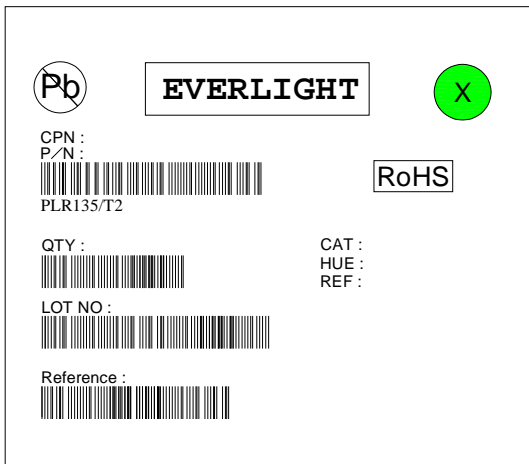 Pb
EVERLIGHT
X
CPN :
P/N :
RoHS
PLR135/T2
QTY :
CAT :
HUE :
REF :
LOT NO :
Reference :